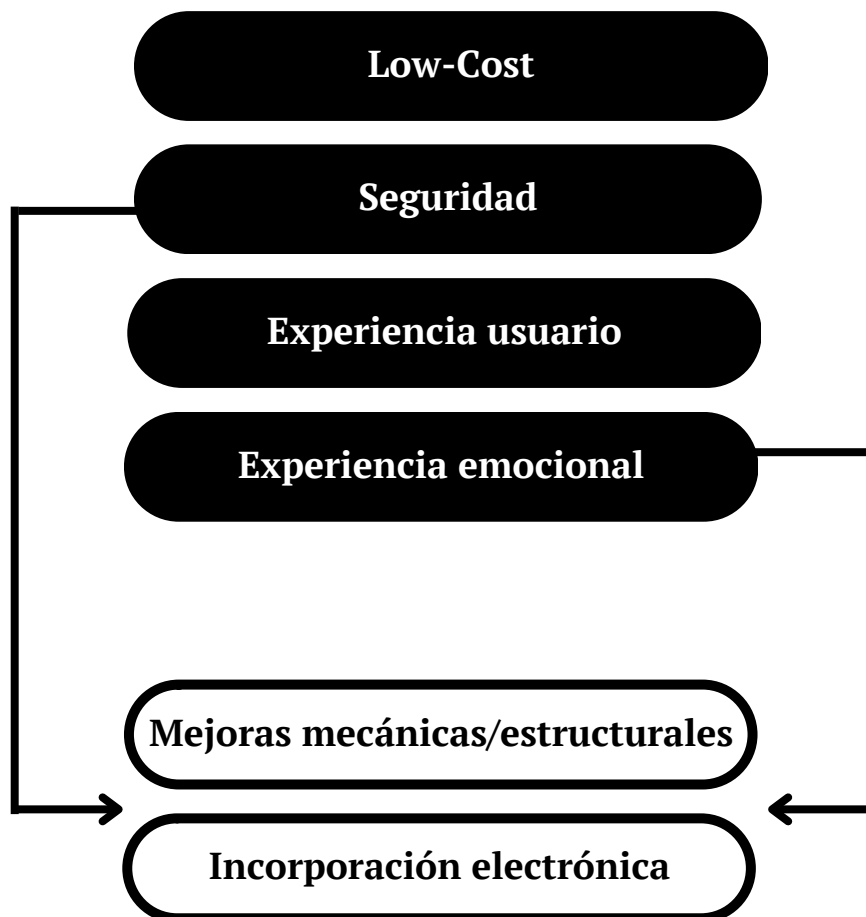 Low-Cost
Seguridad
Experiencia usuario
Experiencia emocional
Mejoras mecánicas/estructurales
Incorporación electrónica